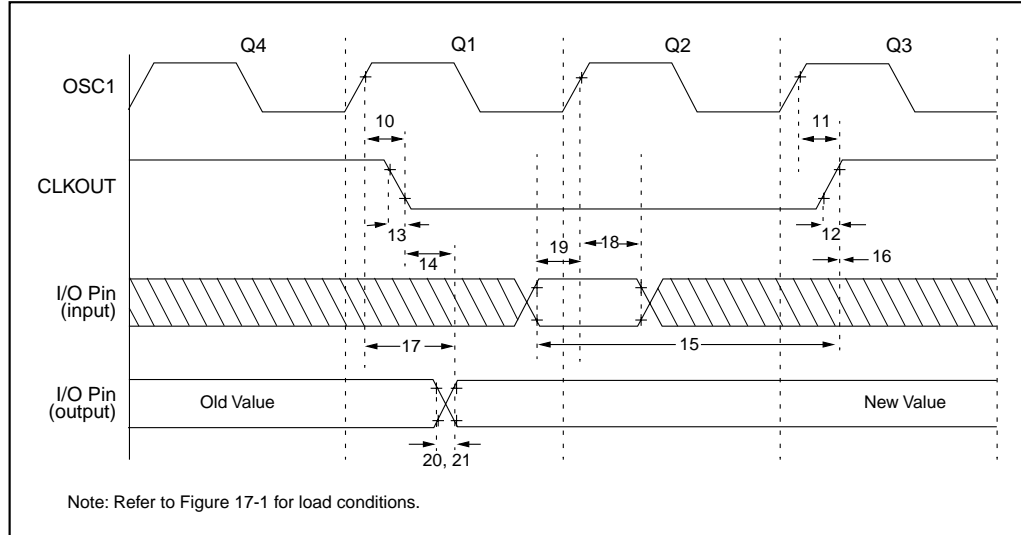 Q4 Q1 Q2 Q3
OSC1
10 11
CLKOUT
13 12
19 18
14 16
I/O Pin
(input)
17 15
I/O Pin
(output)
Old Value New Value
20, 21
Note: Refer to Figure 17-1 for load conditions.